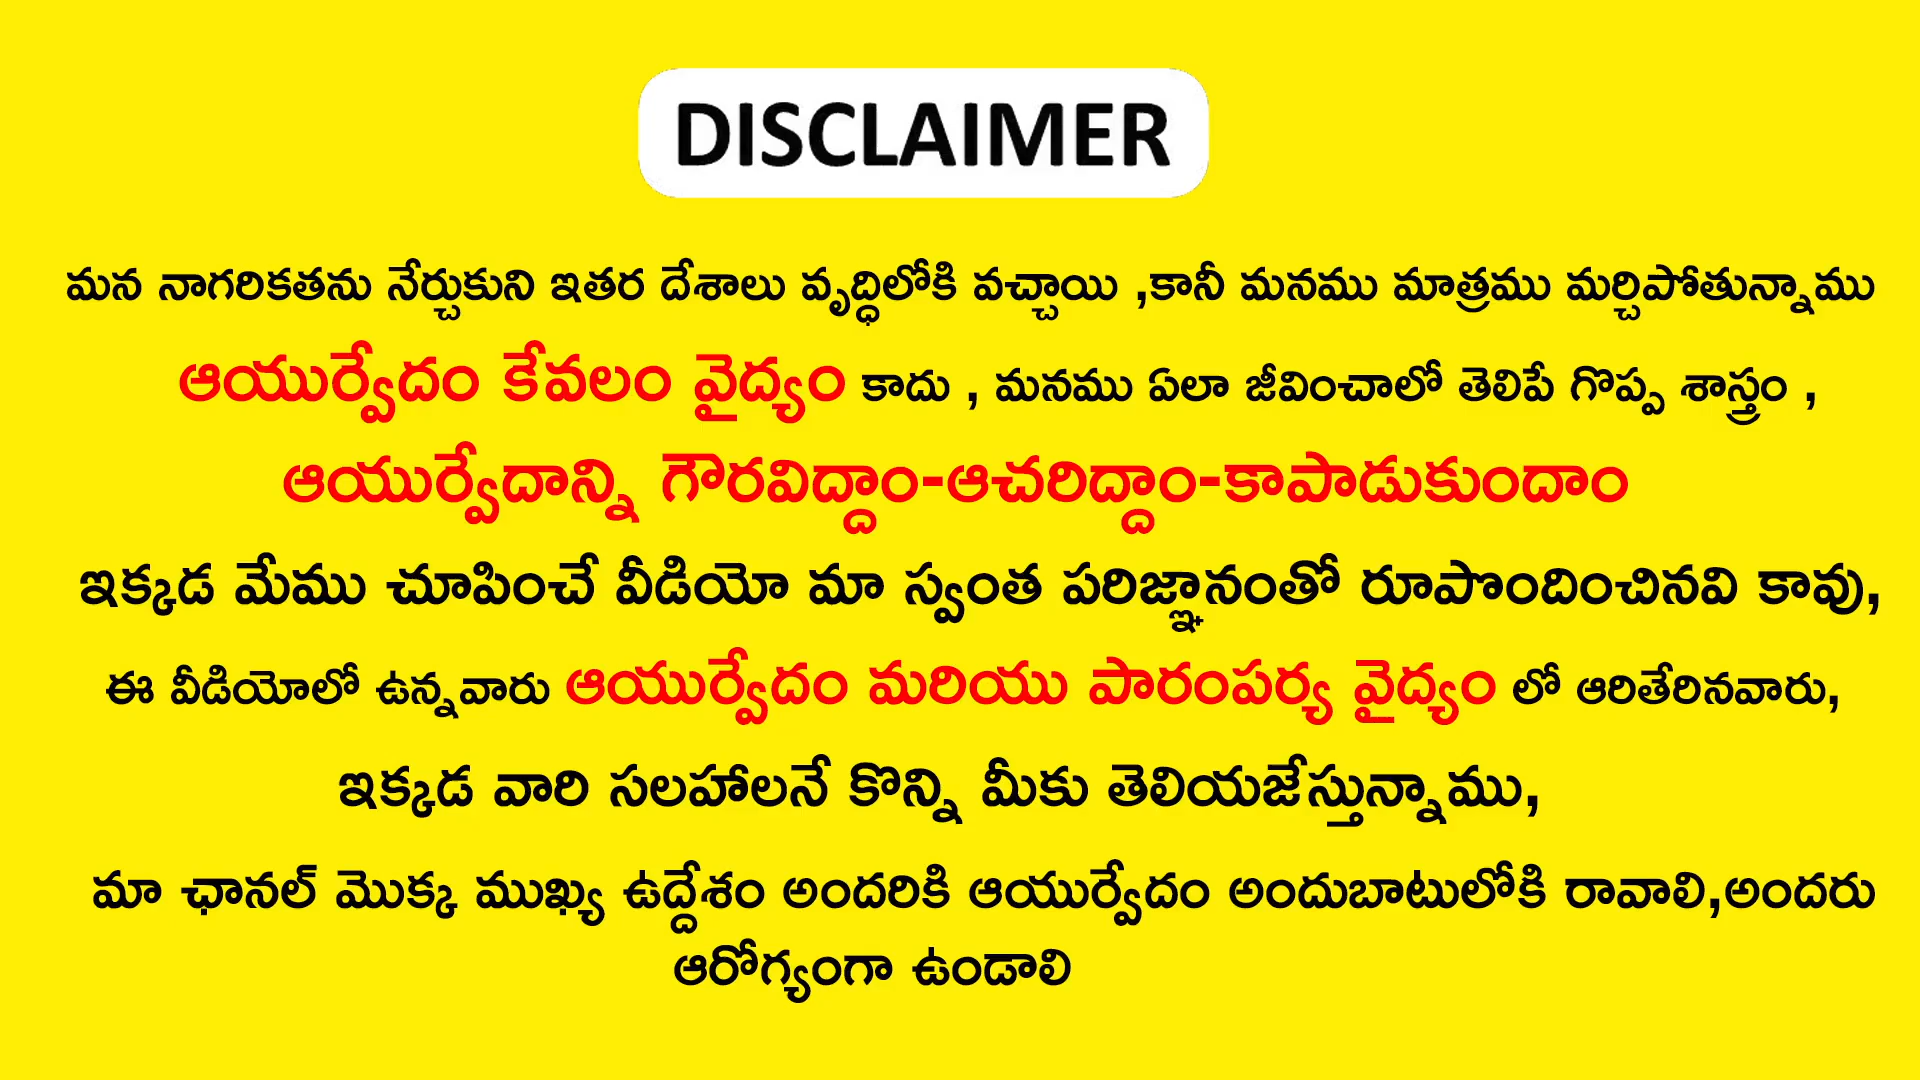 DISCLAIMER
మన నాగరికతను నేర్చుకుని ఇతర దేశాలు వృద్ధిలోకి వచ్చాయి ,కానీ మనము మాత్రము మర్చిపోతున్నాము
ఆయుర్వేదం కేవలం వైద్యం కాదు , మనము ఏలా జీవించాలో తెలిపే గొప్ప శాస్త్రం ,
ఆయుర్వేదాన్ని గౌరవిద్దాం-ఆచరిద్దాం-కాపాడుకుందాం
ఇక్కడ మేము చూపించే వీడియో మా స్వంత పరిజ్ఞానంతో రూపొందించినవి కావు,
ఈ వీడియోలో ఉన్నవారు ఆయుర్వేదం మరియు పారంపర్య వైద్యం లో ఆరితేరినవారు,
ఇక్కడ వారి సలహాలనే కొన్ని మీకు తెలియజేస్తున్నాము,
మా ఛానల్ మొక్క ముఖ్య ఉద్దేశం అందరికి ఆయుర్వేదం అందుబాటులోకి రావాలి,అందరు
ఆరోగ్యంగా ఉండాలి